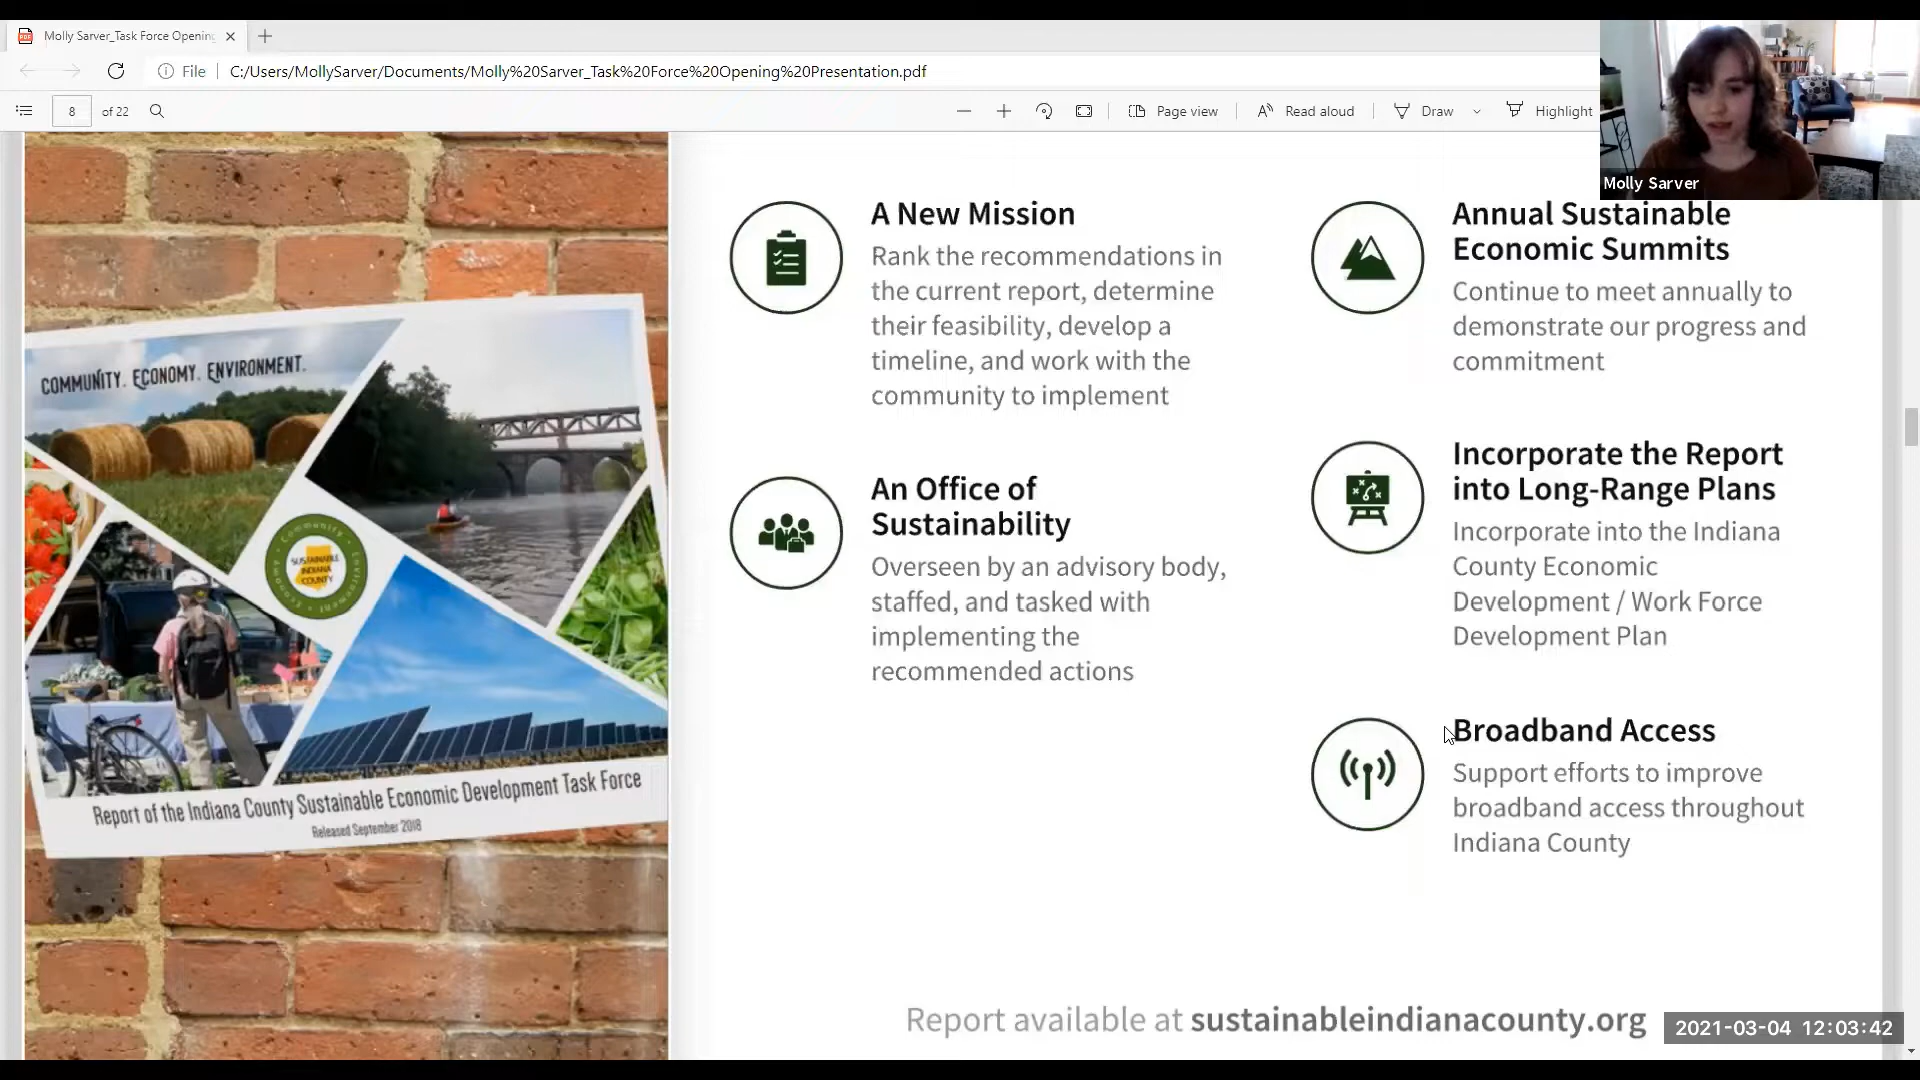 Molly Sarver_Task Force Opening
File
C:/Users/MollySarver/Documents/Molly%20Sarver_Task%20Force%20Opening%20Presentation.pdf
8 of 22
Page view
Read aloud
Draw
Highlight
Molly Sarver
COMMUNITY. ECONOMY. ENVIRONMENT.
Community
Environment
Economy
SUSTAINABLE
INDIANA
COUNTY
Report of the Indiana County Sustainable Economic Development Task Force
Released September 2018
A New Mission
Rank the recommendations in
the current report, determine
their feasibility, develop a
timeline, and work with the
community to implement
An Office of
Sustainability
Overseen by an advisory body,
staffed, and tasked with
implementing the
recommended actions
Annual Sustainable
Economic Summits
Continue to meet annually to
demonstrate our progress and
commitment
Incorporate the Report
into Long-Range Plans
Incorporate into the Indiana
County Economic
Development / Work Force
Development Plan
Broadband Access
Support efforts to improve
broadband access throughout
Indiana County
Report available at sustainableindianacounty.org
2021-03-04 12:03:42